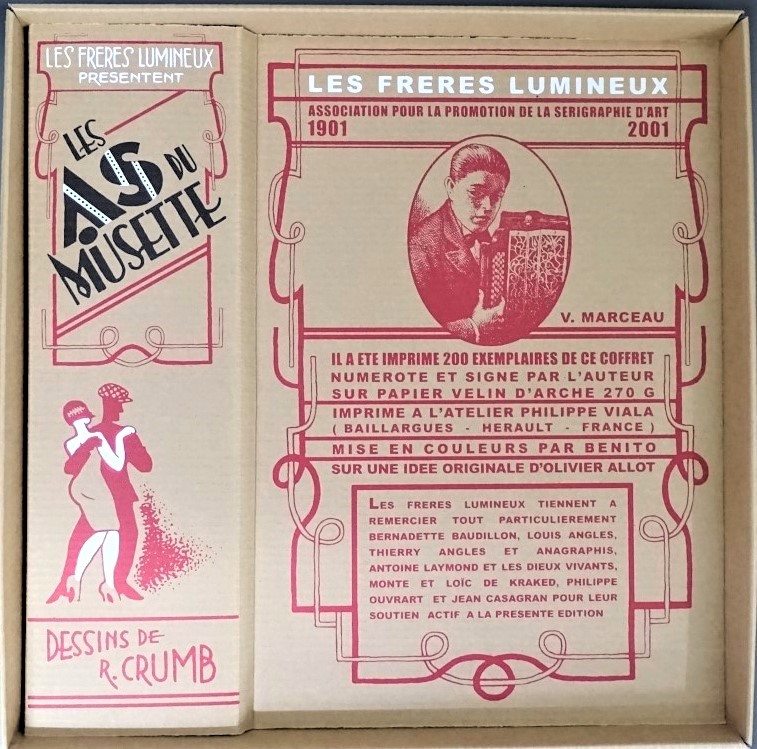 LES FRERES LUMINEUX
PRESENTENT
LES
AS DU
MUSETTE
DESSINS DE
R. CRUMB
LES FRERES LUMINEUX
ASSOCIATION POUR LA PROMOTION DE LA SERIGRAPHIE D'ART
1901 2001
V. MARCEAU
IL A ETE IMPRIME 200 EXEMPLAIRES DE CE COFFRET
NUMEROTE ET SIGNE PAR L'AUTEUR
SUR PAPIER VELIN D'ARCHE 270 G
IMPRIME A L'ATELIER PHILIPPE VIALA
( BAILLARGUES - HERAULT - FRANCE )
MISE EN COULEURS PAR BENITO
SUR UNE IDEE ORIGINALE D'OLIVIER ALLOT
LES FRERES LUMINEUX TIENNENT A
REMERCIER TOUT PARTICULIEREMENT
BERNADETTE BAUDILLON, LOUIS ANGLES,
THIERRY ANGLES ET ANAGRAPHIS,
ANTOINE LAYMOND ET LES DIEUX VIVANTS,
MONTE ET LOÏC DE KRAKED, PHILIPPE
OUVRART ET JEAN CASAGRAN POUR LEUR
SOUTIEN ACTIF A LA PRESENTE EDITION